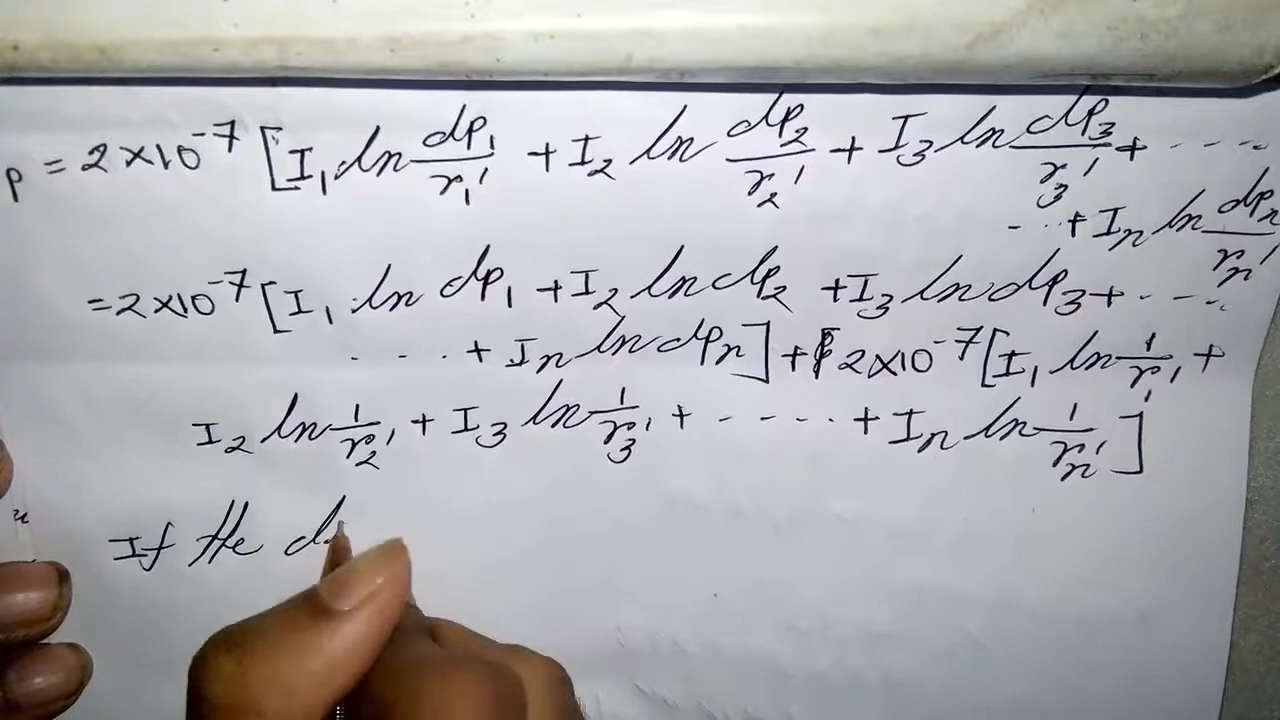 p = 2×10⁻⁷ [I₁ ln dp₁/r₁' + I₂ ln dp₂/r₂' + I₃ ln dp₃/r₃' + ....
... + Iₙ ln dpₙ/rₙ'
= 2×10⁻⁷ [I₁ ln dp₁ + I₂ ln dp₂ + I₃ ln dp₃ + ....
.... + Iₙ ln dpₙ] + 2×10⁻⁷ [I₁ ln 1/r₁' +
I₂ ln 1/r₂' + I₃ ln 1/r₃' + ..... + Iₙ ln 1/rₙ']
If the